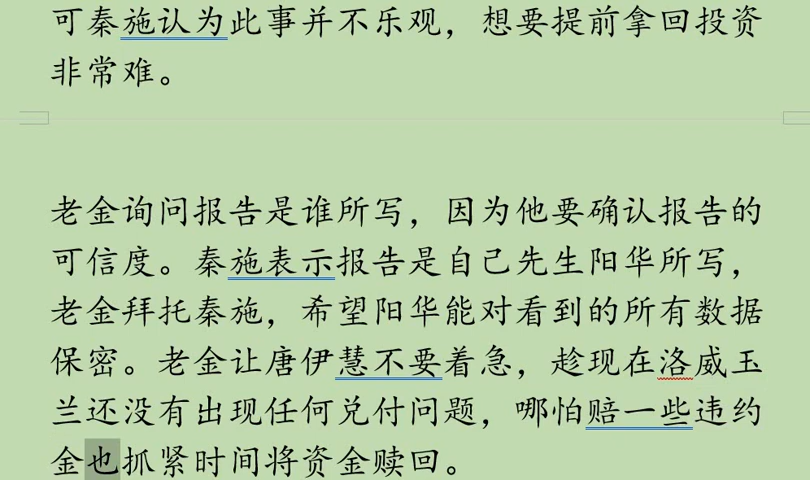 可秦施认为此事并不乐观，想要提前拿回投资
非常难。
老金询问报告是谁所写，因为他要确认报告的
可信度。秦施表示报告是自己先生阳华所写，
老金拜托秦施，希望阳华能对看到的所有数据
保密。老金让唐伊慧不要着急，趁现在洛威玉
兰还没有出现任何兑付问题，哪怕赔一些违约
金也抓紧时间将资金赎回。